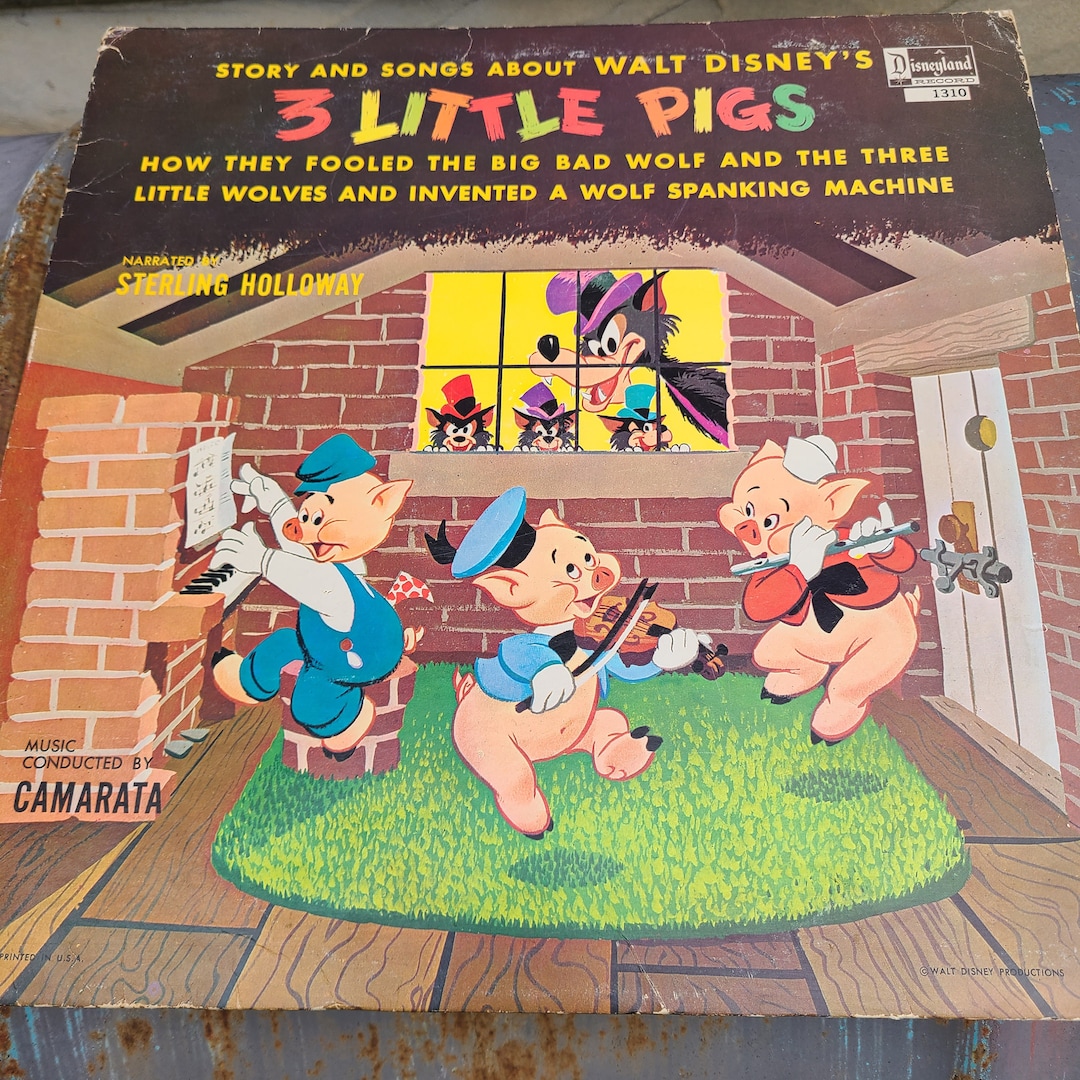 STORY AND SONGS ABOUT WALT DISNEY'S
Disneyland
RECORD
1310
3 LITTLE PIGS
HOW THEY FOOLED THE BIG BAD WOLF AND THE THREE
LITTLE WOLVES AND INVENTED A WOLF SPANKING MACHINE
NARRATED BY
STERLING HOLLOWAY
MUSIC
CONDUCTED BY
CAMARATA
PRINTED IN U.S.A.
©WALT DISNEY PRODUCTIONS